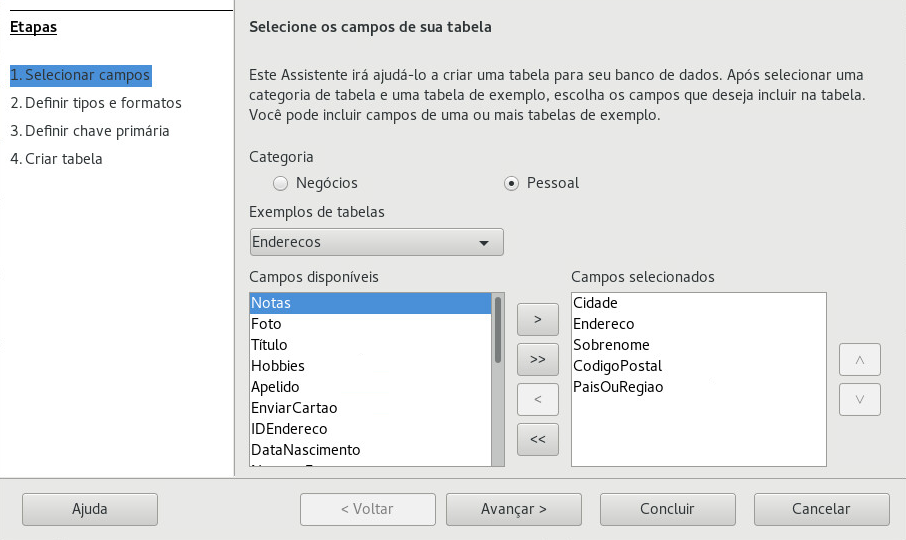 Etapas
1. Selecionar campos
2. Definir tipos e formatos
3. Definir chave primária
4. Criar tabela
Selecione os campos de sua tabela
Este Assistente irá ajudá-lo a criar uma tabela para seu banco de dados. Após selecionar uma
categoria de tabela e uma tabela de exemplo, escolha os campos que deseja incluir na tabela.
Você pode incluir campos de uma ou mais tabelas de exemplo.
Categoria
Negócios
Pessoal
Exemplos de tabelas
Enderecos
Campos disponíveis
Notas
Foto
Título
Hobbies
Apelido
EnviarCartao
IDEndereco
DataNascimento
>
>>
<
<<
Campos selecionados
Cidade
Endereco
Sobrenome
CodigoPostal
PaisOuRegiao
Ajuda
< Voltar
Avançar >
Concluir
Cancelar